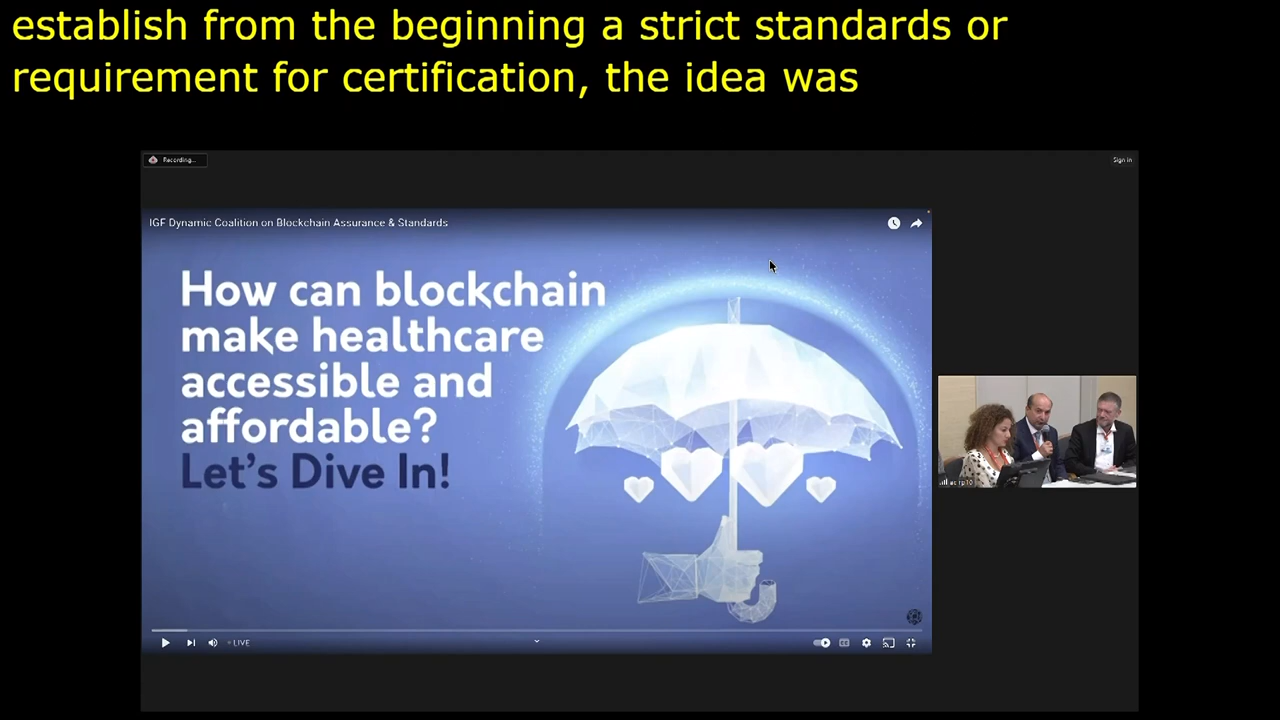 establish from the beginning a strict standards or
requirement for certification, the idea was
Recording...
Sign in
IGF Dynamic Coalition on Blockchain Assurance & Standards
How can blockchain
make healthcare
accessible and
affordable?
Let's Dive In!
LIVE